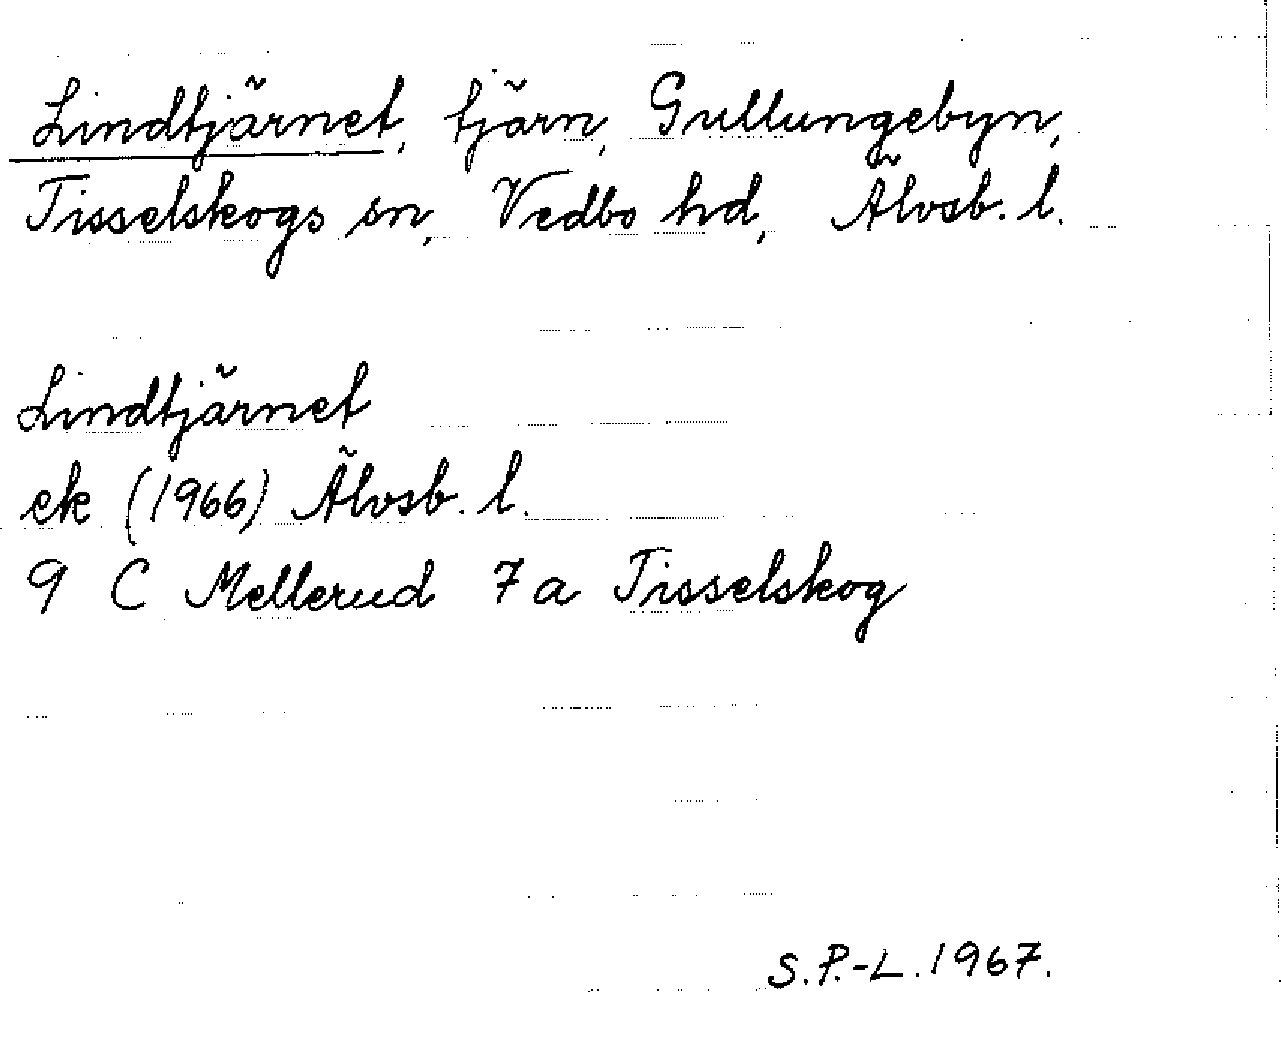 Lindtjärnet, tjärn, Gullungebyn,
Tisselskogs sn, Vedbo hd, Älvsb. l.
Lindtjärnet
ek (1966) Älvsb. l.
9 C Mellerud 7 a Tisselskog
S.P.-L. 1967.